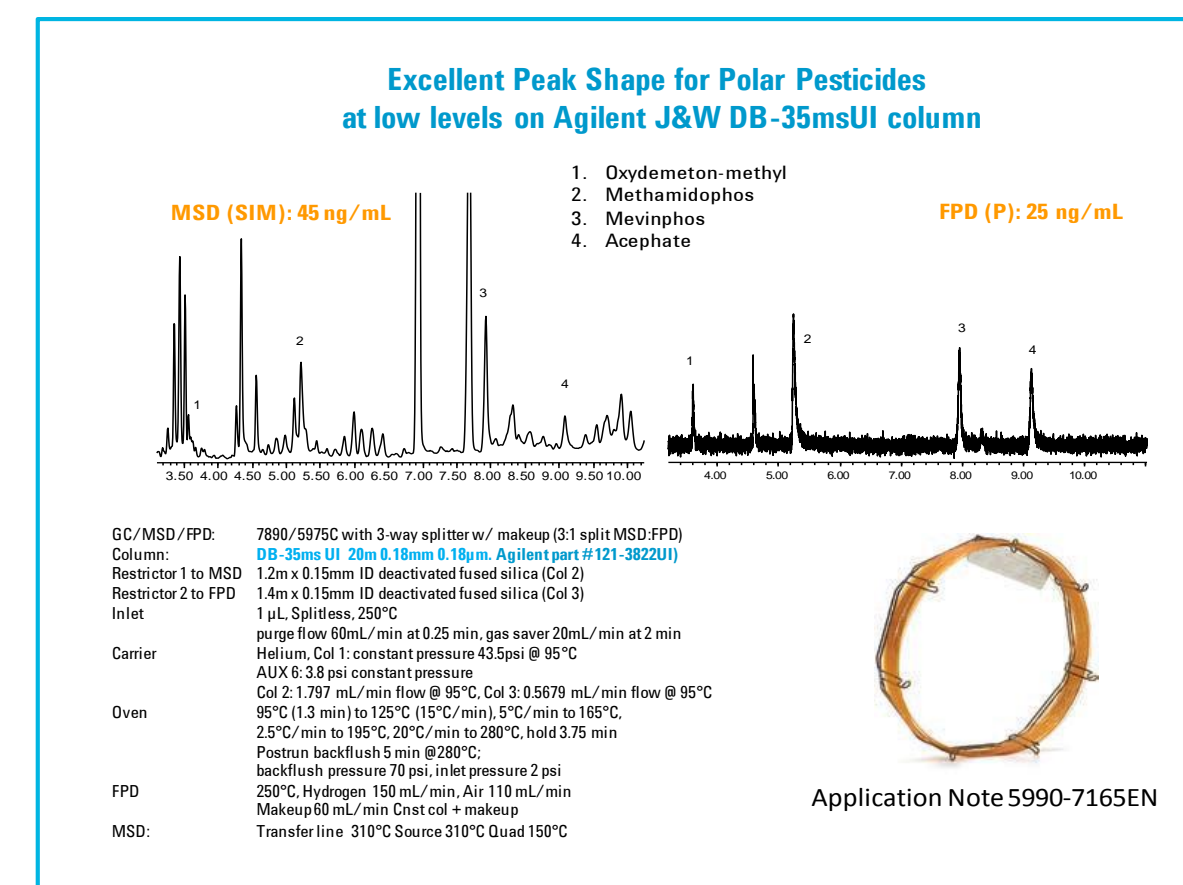 Excellent Peak Shape for Polar Pesticides
at low levels on Agilent J&W DB-35msUI column
1. Oxydemeton-methyl
2. Methamidophos
3. Mevinphos
4. Acephate
MSD (SIM): 45 ng/mL
FPD (P): 25 ng/mL
1
2
3
4
3.50 4.00 4.50 5.00 5.50 6.00 6.50 7.00 7.50 8.00 8.50 9.00 9.50 10.00
1
2
3
4
4.00 5.00 6.00 7.00 8.00 9.00 10.00
GC/MSD/FPD: 7890/5975C with 3-way splitter w/ makeup (3:1 split MSD:FPD)
Column: DB-35ms UI 20m 0.18mm 0.18µm. Agilent part #121-3822UI)
Restrictor 1 to MSD 1.2m x 0.15mm ID deactivated fused silica (Col 2)
Restrictor 2 to FPD 1.4m x 0.15mm ID deactivated fused silica (Col 3)
Inlet 1 µL, Splitless, 250°C
purge flow 60mL/min at 0.25 min, gas saver 20mL/min at 2 min
Carrier Helium, Col 1: constant pressure 43.5psi @ 95°C
AUX 6: 3.8 psi constant pressure
Col 2: 1.797 mL/min flow @ 95°C, Col 3: 0.5679 mL/min flow @ 95°C
Oven 95°C (1.3 min) to 125°C (15°C/min), 5°C/min to 165°C,
2.5°C/min to 195°C, 20°C/min to 280°C, hold 3.75 min
Postrun backflush 5 min @280°C;
backflush pressure 70 psi, inlet pressure 2 psi
FPD 250°C, Hydrogen 150 mL/min, Air 110 mL/min
Makeup 60 mL/min Cnst col + makeup
MSD: Transfer line 310°C Source 310°C Quad 150°C
Application Note 5990-7165EN